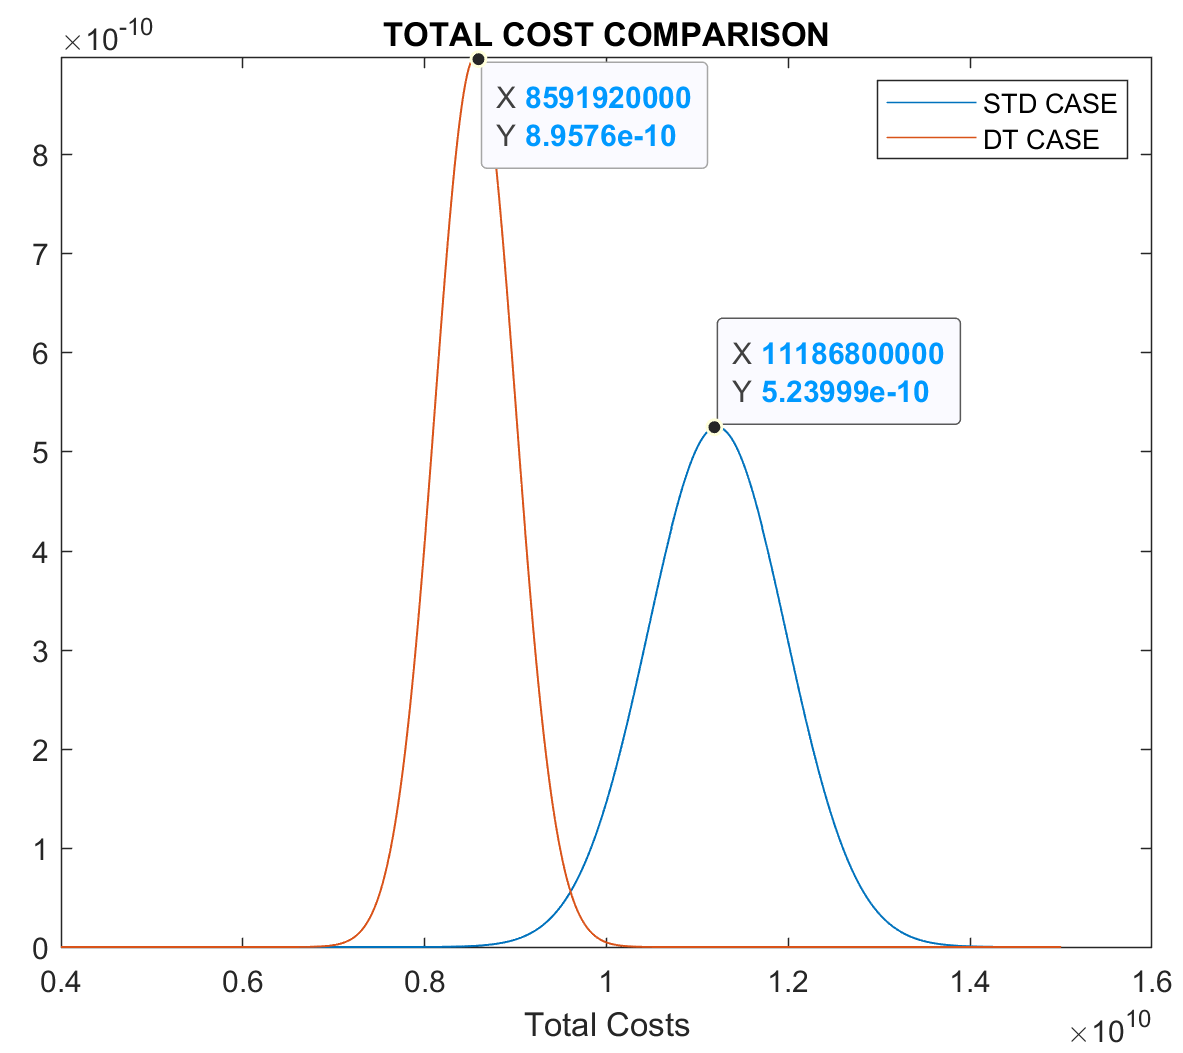 TOTAL COST COMPARISON
×10-10
X 8591920000
Y 8.9576e-10
STD CASE
DT CASE
X 11186800000
Y 5.23999e-10
8
7
6
5
4
3
2
1
0
0.4 0.6 0.8 1 1.2 1.4 1.6
Total Costs
×1010